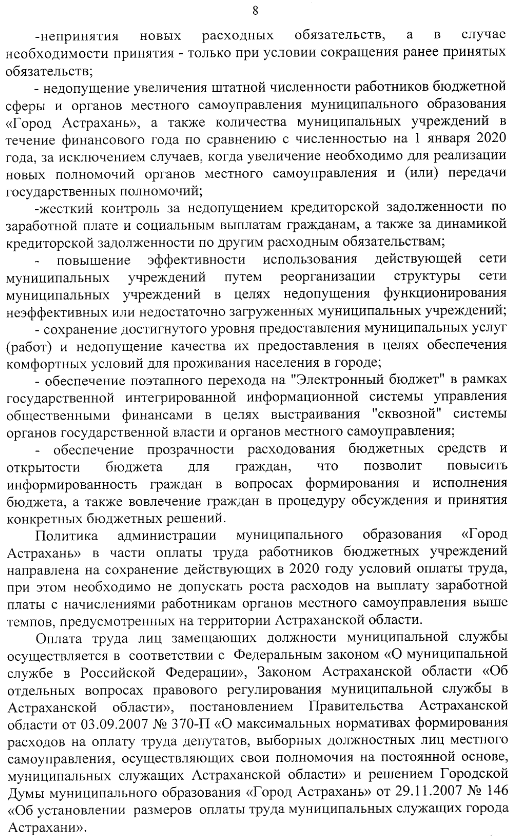 8
-непринятия новых расходных обязательств, а в случае
необходимости принятия - только при условии сокращения ранее принятых
обязательств;
- недопущение увеличения штатной численности работников бюджетной
сферы и органов местного самоуправления муниципального образования
«Город Астрахань», а также количества муниципальных учреждений в
течение финансового года по сравнению с численностью на 1 января 2020
года, за исключением случаев, когда увеличение необходимо для реализации
новых полномочий органов местного самоуправления и (или) передачи
государственных полномочий;
-жесткий контроль за недопущением кредиторской задолженности по
заработной плате и социальным выплатам гражданам, а также за динамикой
кредиторской задолженности по другим расходным обязательствам;
- повышение эффективности использования действующей сети
муниципальных учреждений путем реорганизации структуры сети
муниципальных учреждений в целях недопущения функционирования
неэффективных или недостаточно загруженных муниципальных учреждений;
- сохранение достигнутого уровня предоставления муниципальных услуг
(работ) и недопущение качества их предоставления в целях обеспечения
комфортных условий для проживания населения в городе;
- обеспечение поэтапного перехода на "Электронный бюджет" в рамках
государственной интегрированной информационной системы управления
общественными финансами в целях выстраивания "сквозной" системы
органов государственной власти и органов местного самоуправления;
- обеспечение прозрачности расходования бюджетных средств и
открытости бюджета для граждан, что позволит повысить
информированность граждан в вопросах формирования и исполнения
бюджета, а также вовлечение граждан в процедуру обсуждения и принятия
конкретных бюджетных решений.
Политика администрации муниципального образования «Город
Астрахань» в части оплаты труда работников бюджетных учреждений
направлена на сохранение действующих в 2020 году условий оплаты труда,
при этом необходимо не допускать роста расходов на выплату заработной
платы с начислениями работникам органов местного самоуправления выше
темпов, предусмотренных на территории Астраханской области.
Оплата труда лиц замещающих должности муниципальной службы
осуществляется в соответствии с Федеральным законом «О муниципальной
службе в Российской Федерации», Законом Астраханской области «Об
отдельных вопросах правового регулирования муниципальной службы в
Астраханской области», постановлением Правительства Астраханской
области от 03.09.2007 № 370-П «О максимальных нормативах формирования
расходов на оплату труда депутатов, выборных должностных лиц местного
самоуправления, осуществляющих свои полномочия на постоянной основе,
муниципальных служащих Астраханской области» и решением Городской
Думы муниципального образования «Город Астрахань» от 29.11.2007 № 146
«Об установлении размеров оплаты труда муниципальных служащих города
Астрахани».